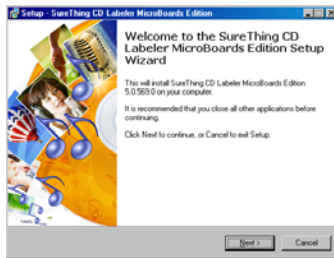 Setup - SureThing CD Labeler MicroBoards Edition
Welcome to the SureThing CD
Labeler MicroBoards Edition Setup
Wizard
This will install SureThing CD Labeler MicroBoards Edition
5.0.569.0 on your computer.
It is recommended that you close all other applications before
continuing.
Click Next to continue, or Cancel to exit Setup.
Next >
Cancel